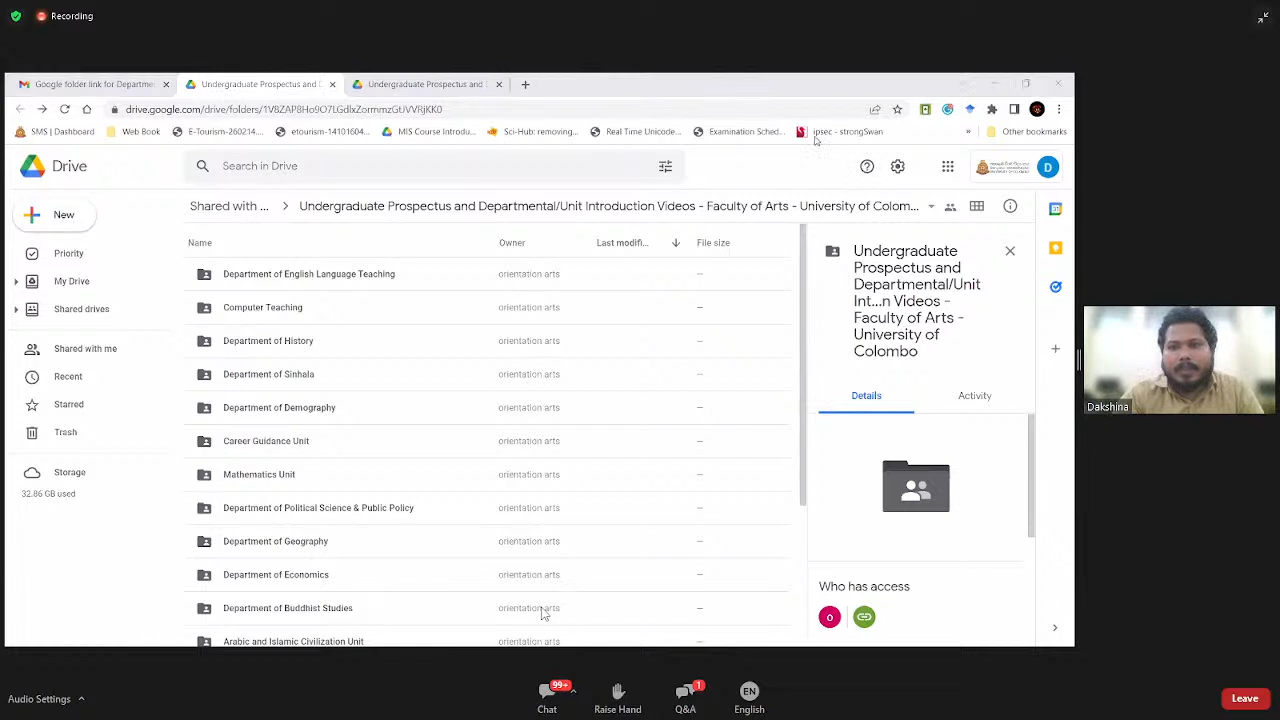 Recording
Google folder link for Departme
Undergraduate Prospectus and D
Undergraduate Prospectus and D
drive.google.com/drive/folders/1V8ZAP8Ho9O7LGdlxZormmzGtiVVRjKK0
SMS | Dashboard
Web Book
E-Tourism-260214...
etourism-14101604...
MIS Course Introdu...
Sci-Hub: removing...
Real Time Unicode...
Examination Sched...
ipsec - strongSwan
»
Other bookmarks
Drive
Search in Drive
D
New
Shared with ...
Undergraduate Prospectus and Departmental/Unit Introduction Videos - Faculty of Arts - University of Colom...
Name
Owner
Last modifi...
File size
Priority
My Drive
Shared drives
Shared with me
Recent
Starred
Trash
Storage
32.86 GB used
Department of English Language Teaching
orientation arts
–
Computer Teaching
orientation arts
–
Department of History
orientation arts
–
Department of Sinhala
orientation arts
–
Department of Demography
orientation arts
–
Career Guidance Unit
orientation arts
–
Mathematics Unit
orientation arts
–
Department of Political Science & Public Policy
orientation arts
–
Department of Geography
orientation arts
–
Department of Economics
orientation arts
–
Department of Buddhist Studies
orientation arts
–
Arabic and Islamic Civilization Unit
orientation arts
–
Undergraduate
Prospectus and
Departmental/Unit
Int...n Videos -
Faculty of Arts -
University of
Colombo
Details
Activity
Who has access
o
Dakshina
Audio Settings
99+
Chat
Raise Hand
1
Q&A
EN
English
Leave